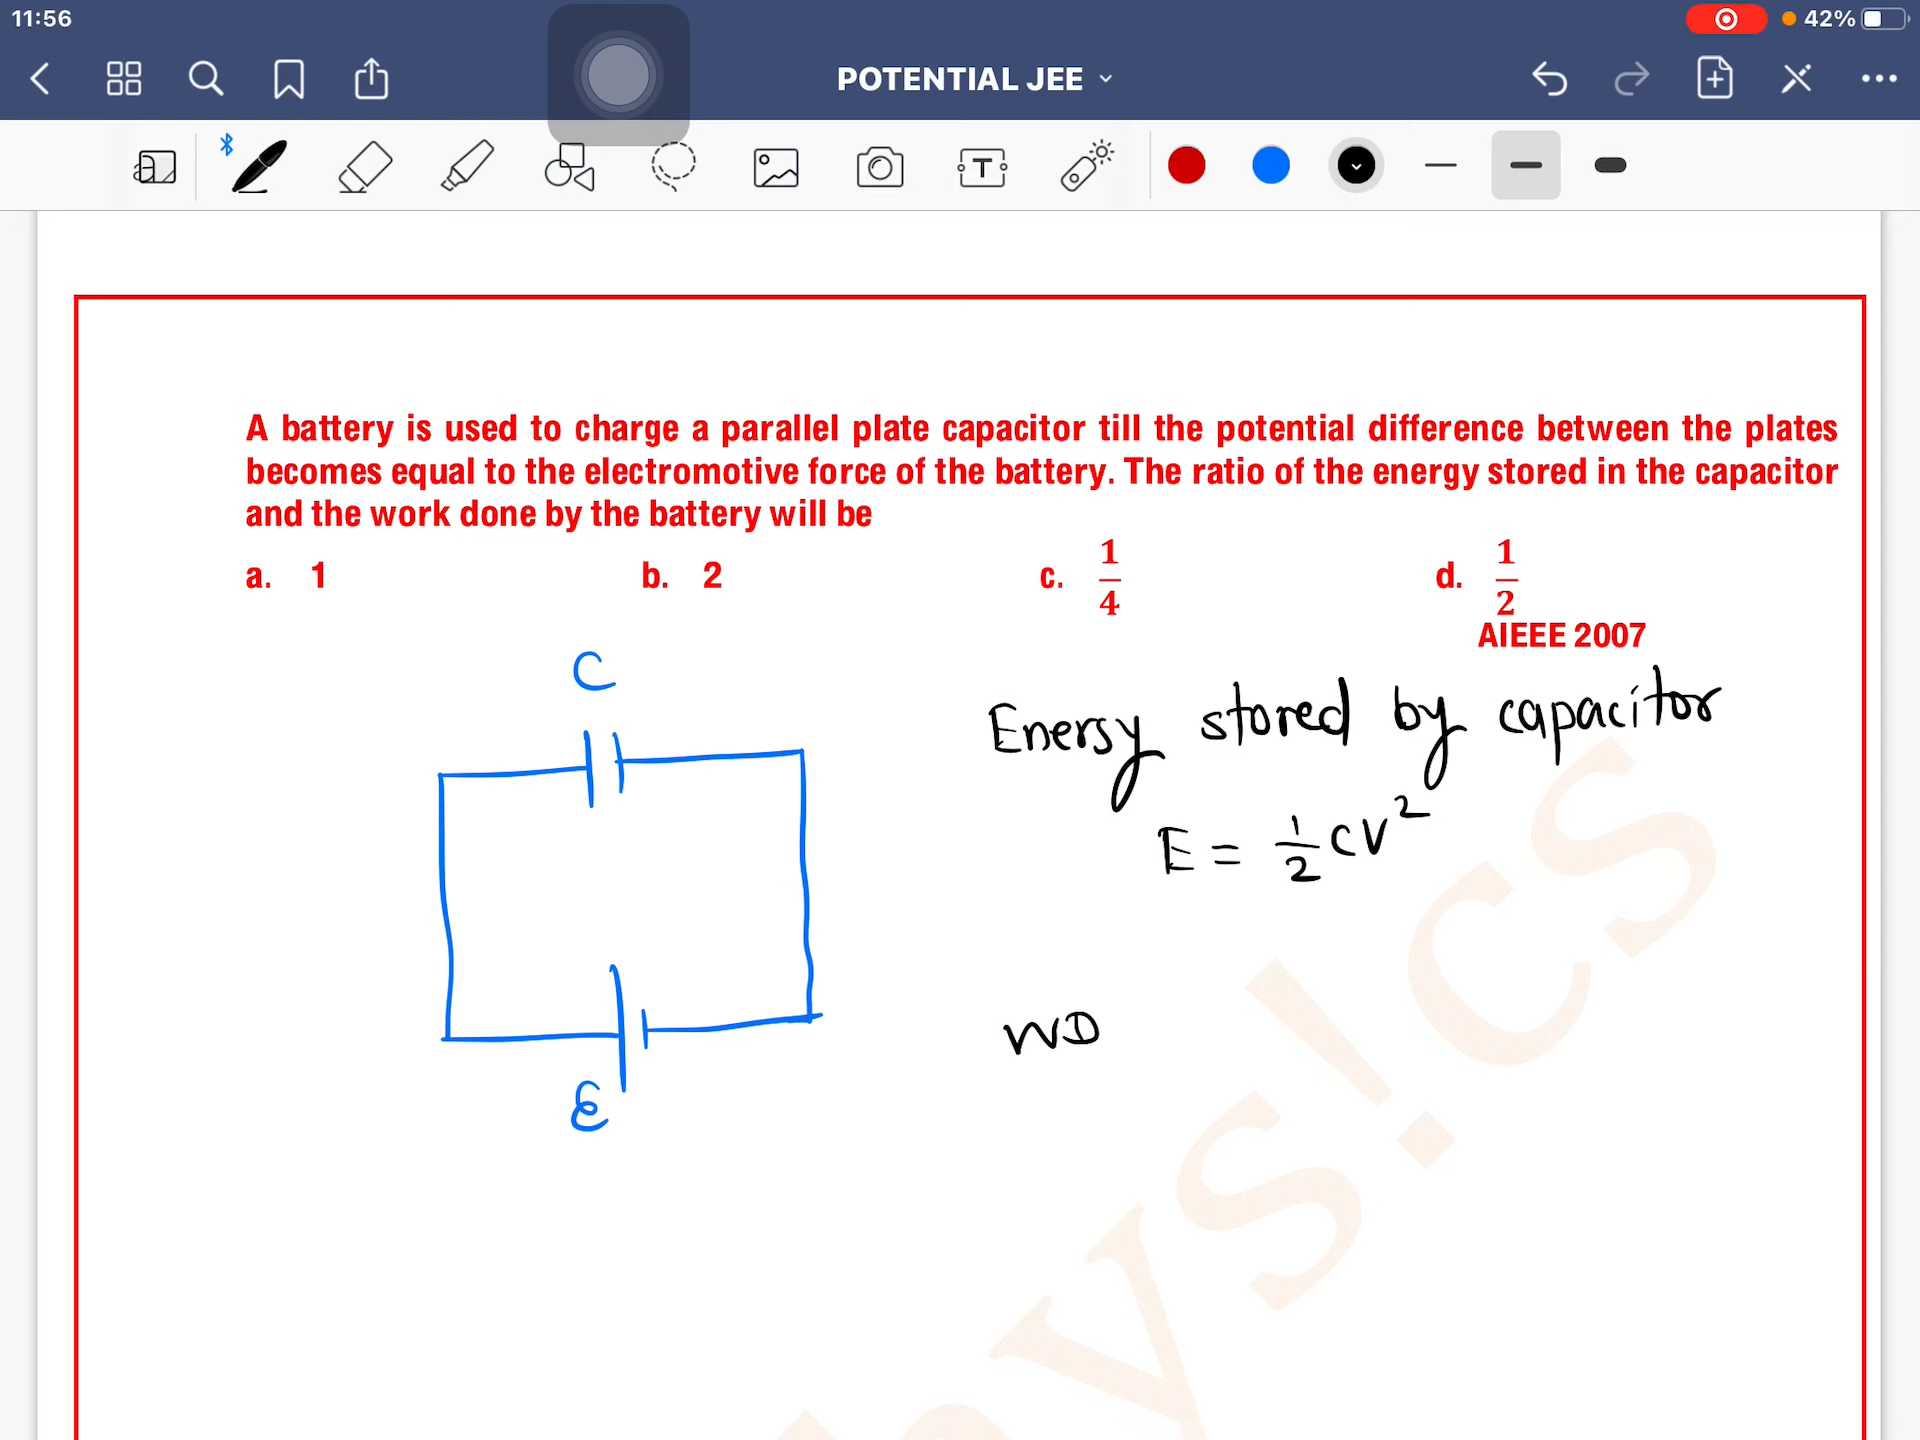 11:56
42%
POTENTIAL JEE
a
T
A battery is used to charge a parallel plate capacitor till the potential difference between the plates
becomes equal to the electromotive force of the battery. The ratio of the energy stored in the capacitor
and the work done by the battery will be
a. 1 b. 2 c. 1/4 d. 1/2
AIEEE 2007
C
Energy stored by capacitor
E = 1/2 CV²
WD
ε
ays!cs